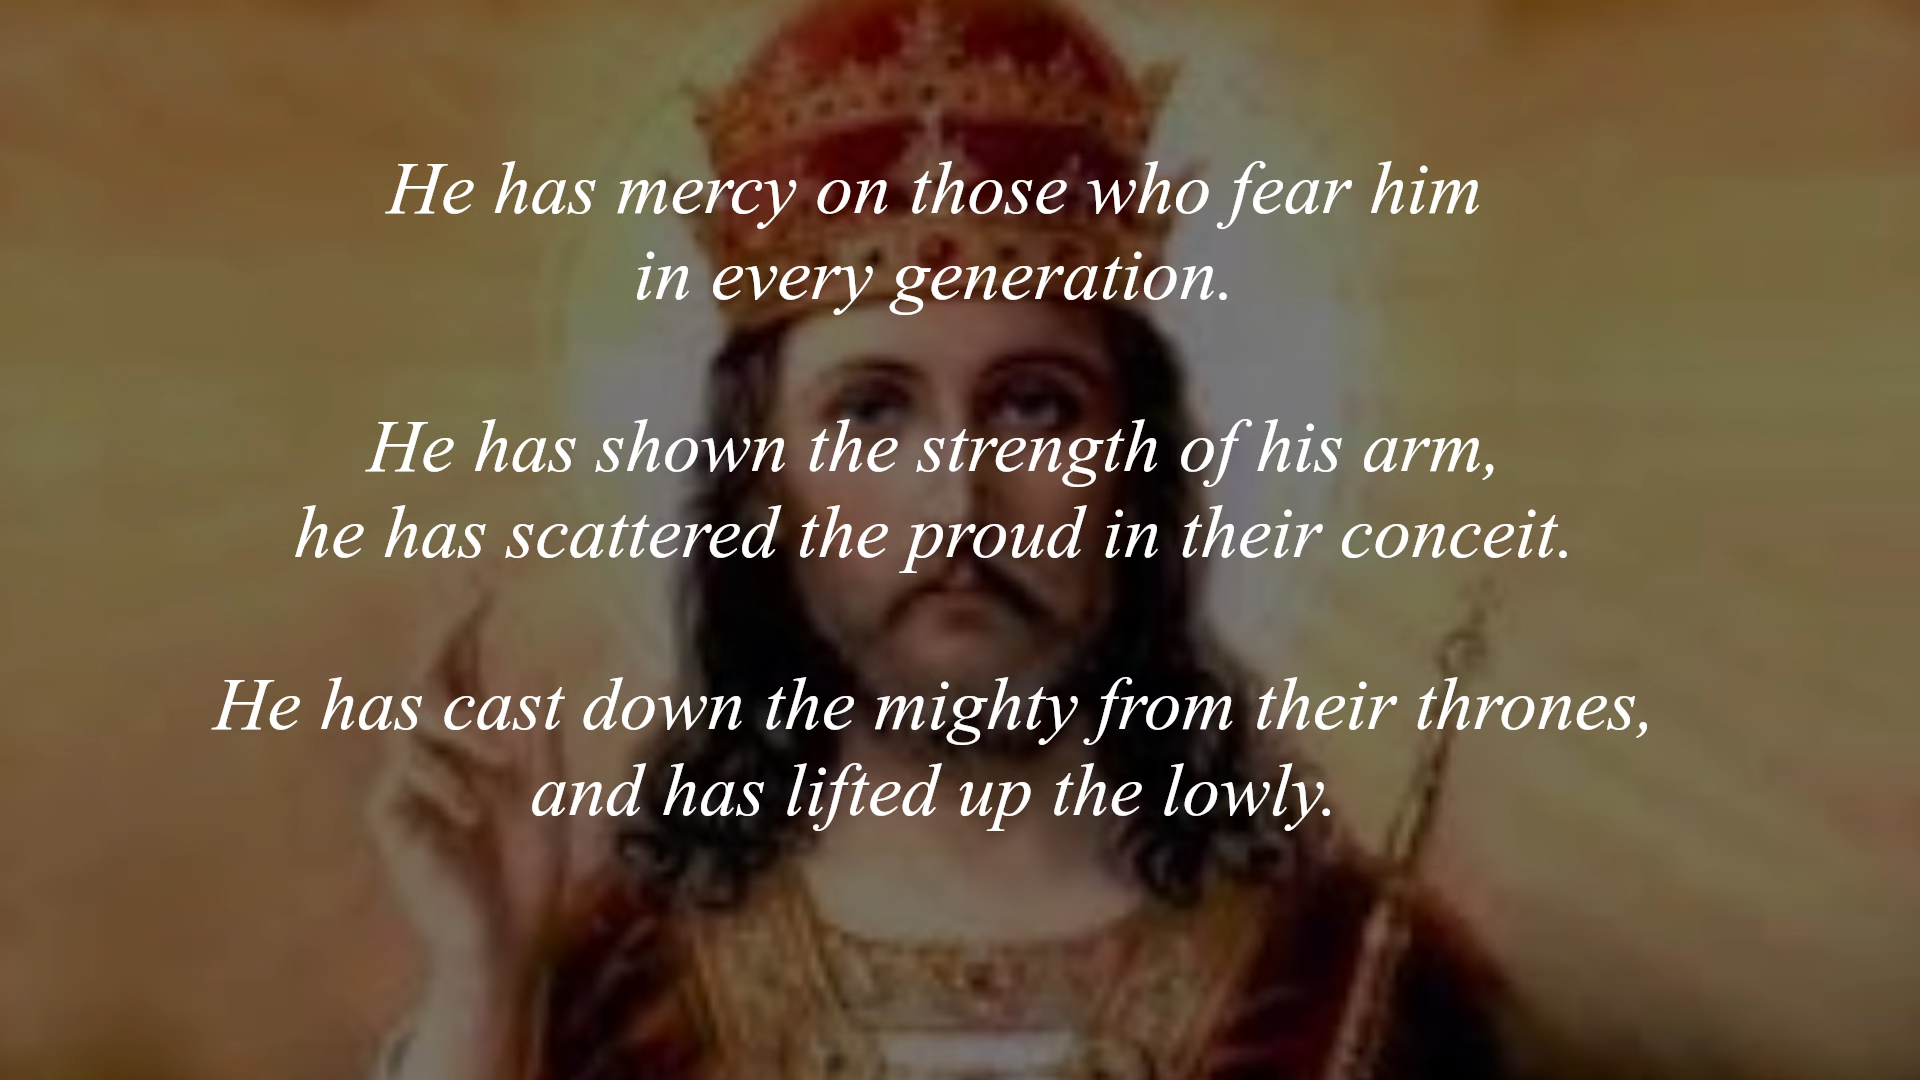 He has mercy on those who fear him
in every generation.
He has shown the strength of his arm,
he has scattered the proud in their conceit.
He has cast down the mighty from their thrones,
and has lifted up the lowly.